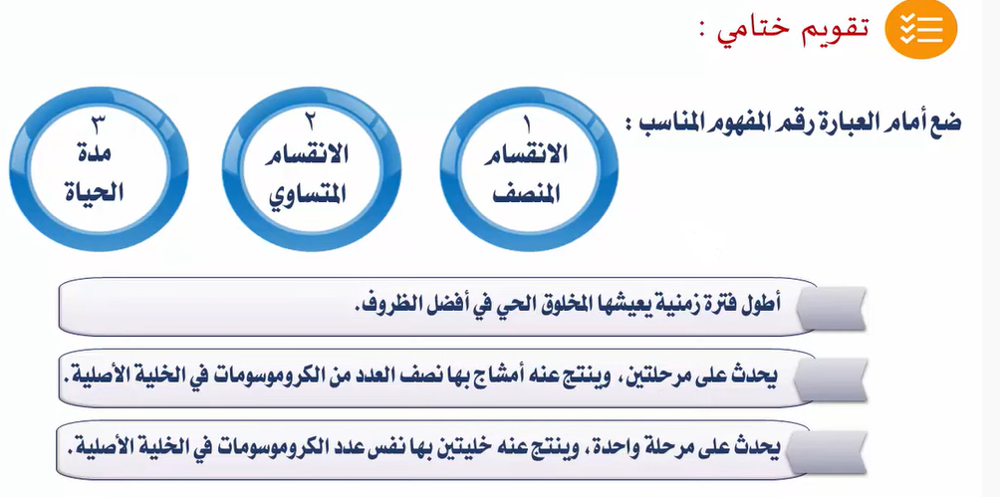 تقويم ختامي :
ضع أمام العبارة رقم المفهوم المناسب :
١
الانقسام
المنصف
٢
الانقسام
المتساوي
٣
مدة
الحياة
أطول فترة زمنية يعيشها المخلوق الحي في أفضل الظروف.
يحدث على مرحلتين، وينتج عنه أمشاج بها نصف العدد من الكروموسومات في الخلية الأصلية.
يحدث على مرحلة واحدة، وينتج عنه خليتين بها نفس عدد الكروموسومات في الخلية الأصلية.